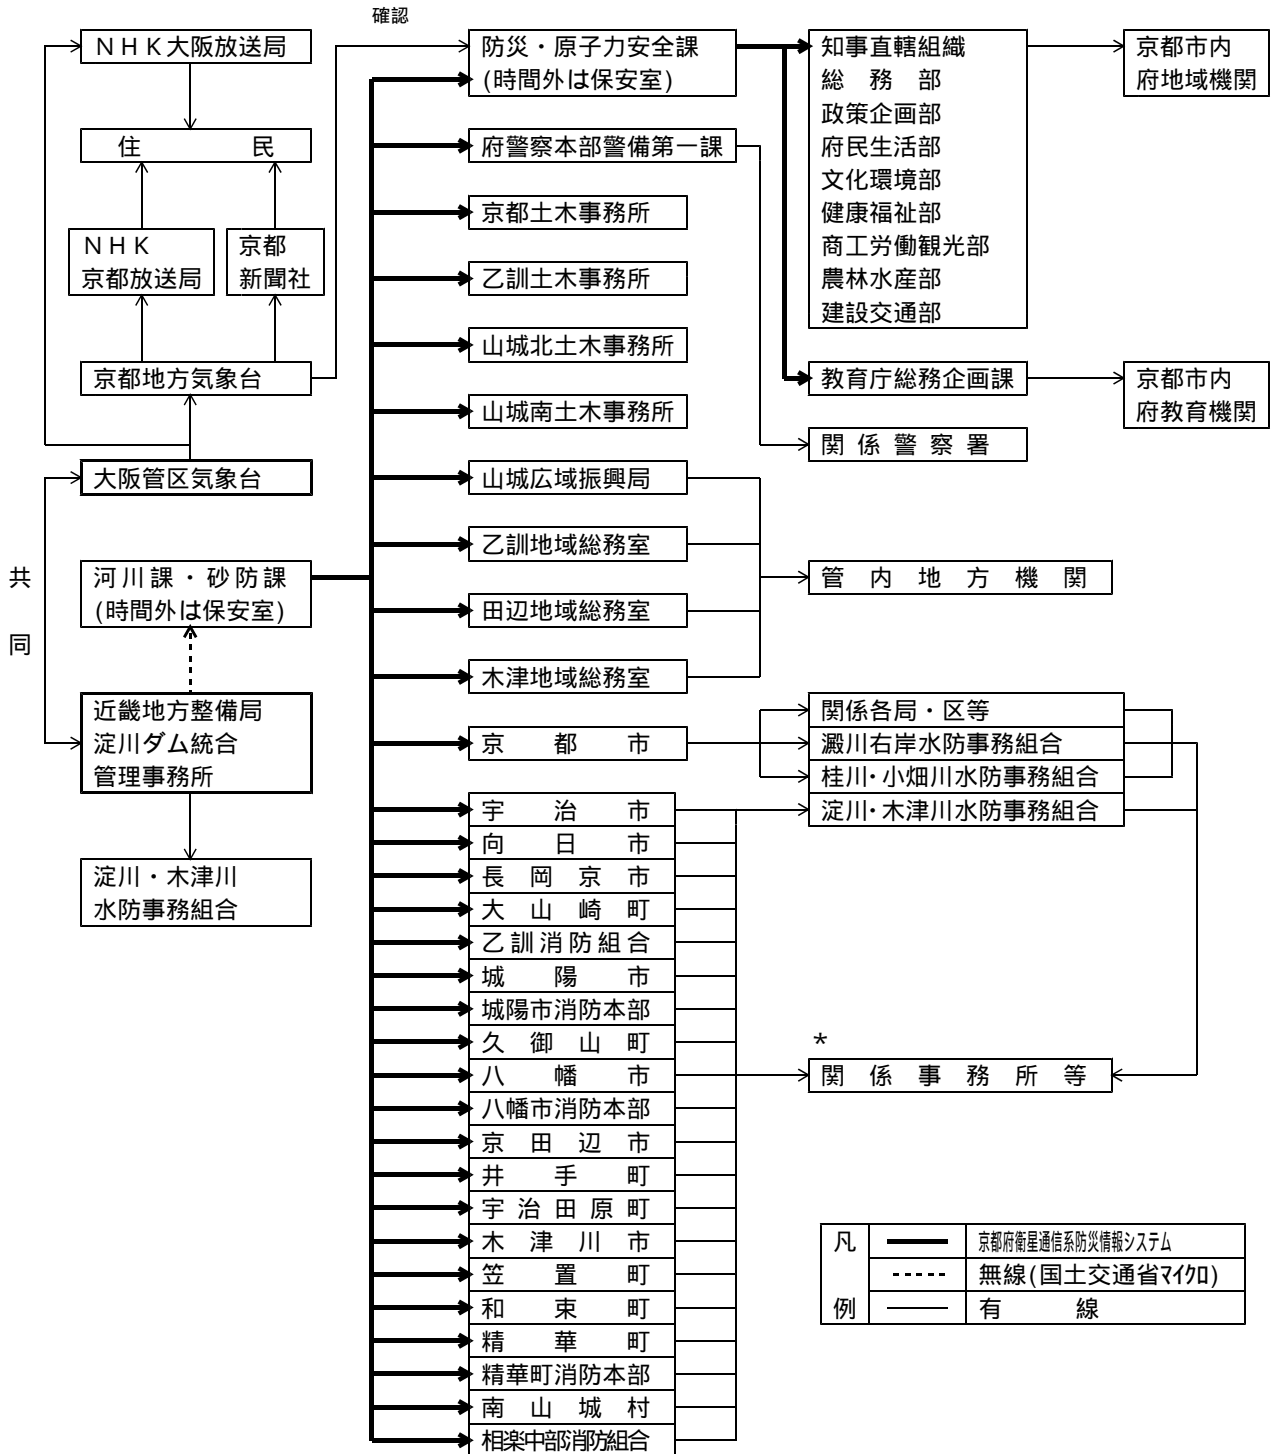 確認
ＮＨＫ大阪放送局
住民
ＮＨＫ
京都放送局
京都
新聞社
京都地方気象台
大阪管区気象台
共同
河川課・砂防課
(時間外は保安室)
近畿地方整備局
淀川ダム統合
管理事務所
淀川・木津川
水防事務組合
防災・原子力安全課
(時間外は保安室)
府警察本部警備第一課
京都土木事務所
乙訓土木事務所
山城北土木事務所
山城南土木事務所
山城広域振興局
乙訓地域総務室
田辺地域総務室
木津地域総務室
京都市
宇治市
向日市
長岡京市
大山崎町
乙訓消防組合
城陽市
城陽市消防本部
久御山町
八幡市
八幡市消防本部
京田辺市
井手町
宇治田原町
木津川市
笠置町
和束町
精華町
精華町消防本部
南山城村
相楽中部消防組合
知事直轄組織
総務部
政策企画部
府民生活部
文化環境部
健康福祉部
商工労働観光部
農林水産部
建設交通部
教育庁総務企画課
関係警察署
管内地方機関
関係各局・区等
澱川右岸水防事務組合
桂川・小畑川水防事務組合
淀川・木津川水防事務組合
＊
関係事務所等
京都市内
府地域機関
京都市内
府教育機関
凡例
京都府衛星通信系防災情報システム
無線(国土交通省ﾏｲｸﾛ)
有線